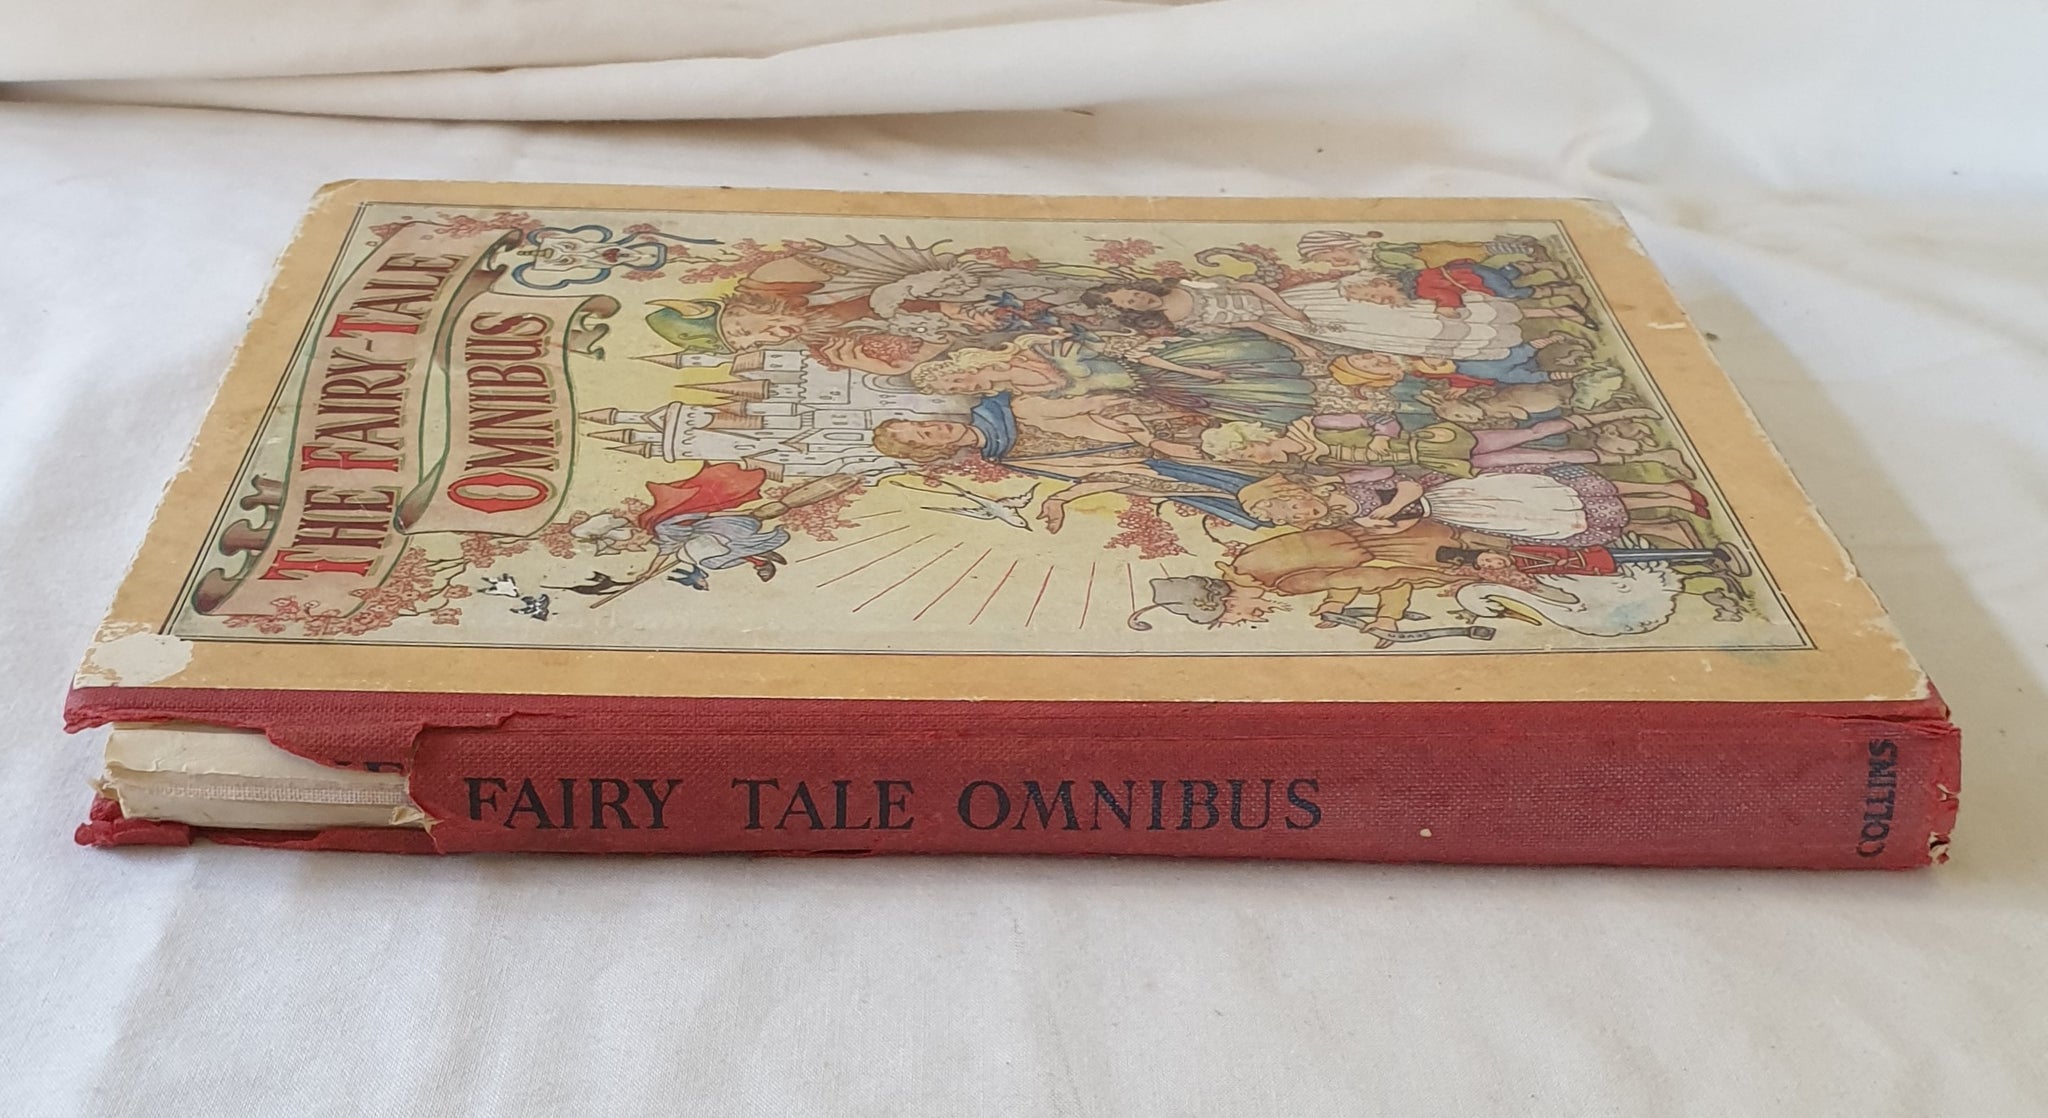 THE FAIRY-TALE
OMNIBUS
FAIRY TALE OMNIBUS
COLLINS